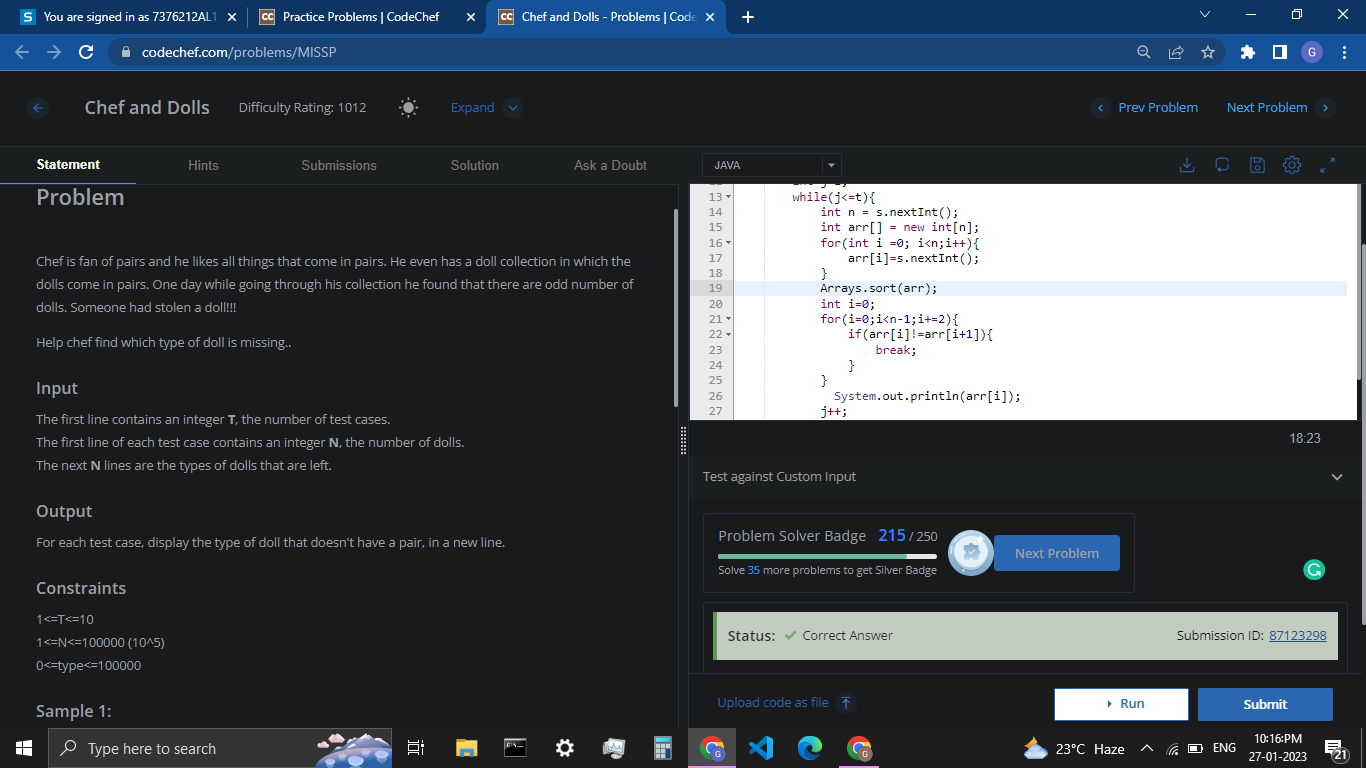 You are signed in as 7376212AL1
Practice Problems | CodeChef
Chef and Dolls - Problems | Code
codechef.com/problems/MISSP
G
Chef and Dolls
Difficulty Rating: 1012
Expand
Prev Problem
Next Problem
Statement
Hints
Submissions
Solution
Ask a Doubt
JAVA
Problem
Chef is fan of pairs and he likes all things that come in pairs. He even has a doll collection in which the
dolls come in pairs. One day while going through his collection he found that there are odd number of
dolls. Someone had stolen a doll!!!
Help chef find which type of doll is missing..
Input
The first line contains an integer T, the number of test cases.
The first line of each test case contains an integer N, the number of dolls.
The next N lines are the types of dolls that are left.
Output
For each test case, display the type of doll that doesn't have a pair, in a new line.
Constraints
1<=T<=10
1<=N<=100000 (10^5)
0<=type<=100000
Sample 1:
13 while(j<=t){
14 int n = s.nextInt();
15 int arr[] = new int[n];
16 for(int i =0; i<n;i++){
17 arr[i]=s.nextInt();
18 }
19 Arrays.sort(arr);
20 int i=0;
21 for(i=0;i<n-1;i+=2){
22 if(arr[i]!=arr[i+1]){
23 break;
24 }
25 }
26 System.out.println(arr[i]);
27 j++;
18:23
Test against Custom Input
Problem Solver Badge 215 / 250
Solve 35 more problems to get Silver Badge
Next Problem
Status: Correct Answer
Submission ID: 87123298
Upload code as file
Run
Submit
Type here to search
23°C Haze
ENG
10:16·PM
27-01-2023
21